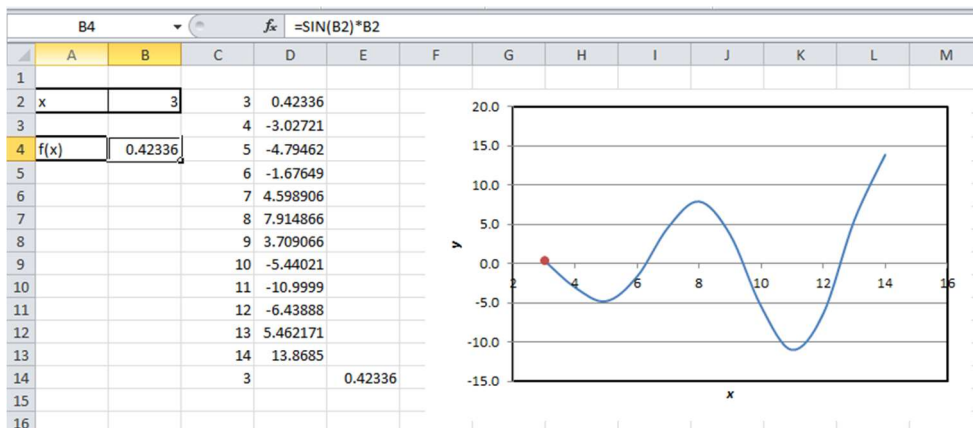 B4 fx =SIN(B2)*B2
A B C D E F G H I J K L M
1
2 x 3 3 0.42336
3 4 -3.02721
4 f(x) 0.42336 5 -4.79462
5 6 -1.67649
6 7 4.598906
7 8 7.914866
8 9 3.709066
9 10 -5.44021
10 11 -10.9999
11 12 -6.43888
12 13 5.462171
13 14 13.8685
14 3 0.42336
15
16
20.0
15.0
10.0
5.0
0.0
-5.0
-10.0
-15.0
y
2 4 6 8 10 12 14 16
x